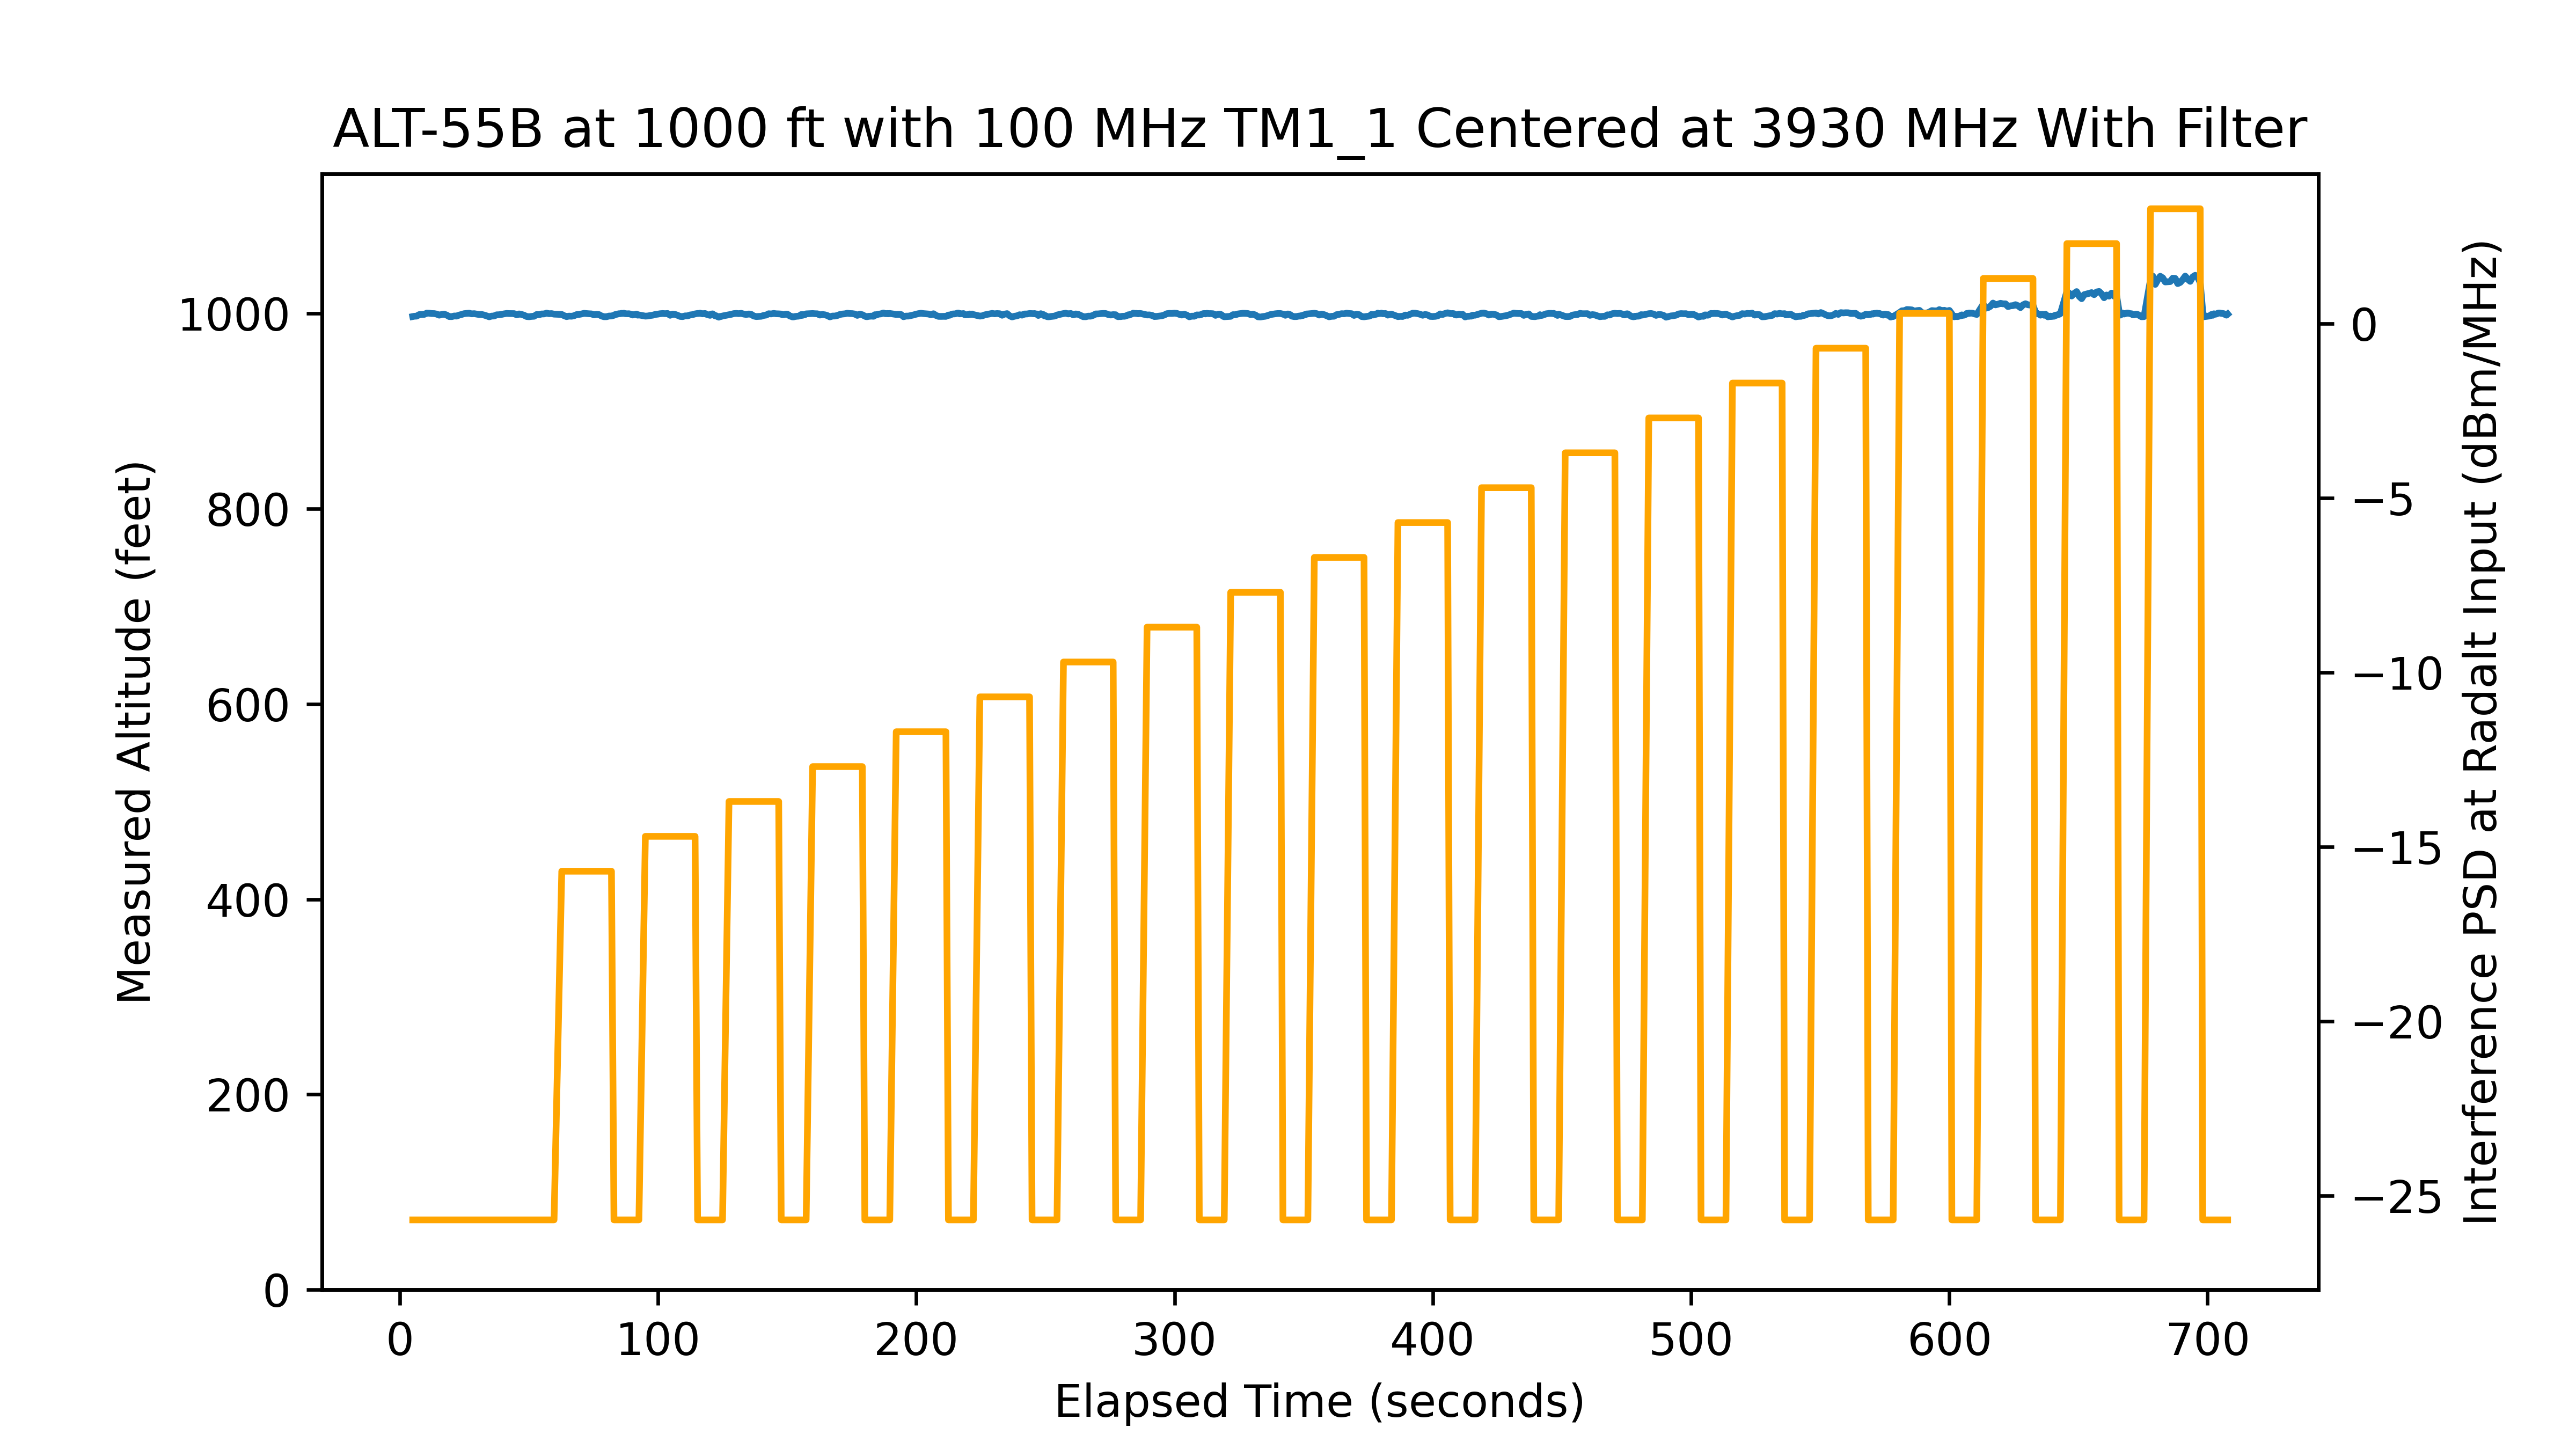 ALT-55B at 1000 ft with 100 MHz TM1_1 Centered at 3930 MHz With Filter
Measured Altitude (feet)
1000
800
600
400
200
0
0
−5
−10
−15
−20
−25
Interference PSD at Radalt Input (dBm/MHz)
0 100 200 300 400 500 600 700
Elapsed Time (seconds)